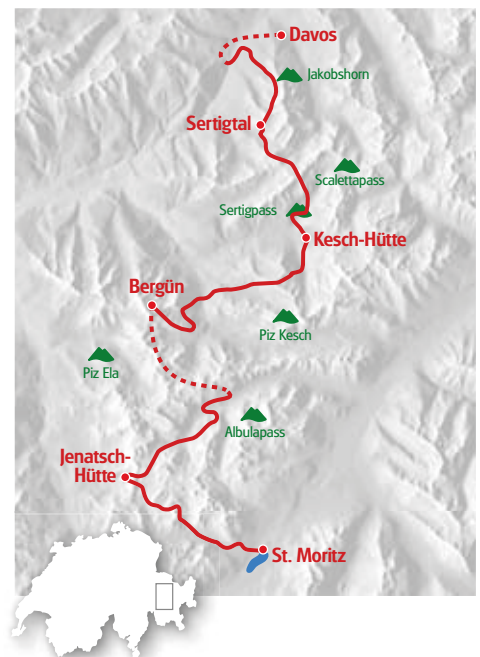 Davos
Jakobshorn
Sertigtal
Scalettapass
Sertigpass
Kesch-Hütte
Bergün
Piz Kesch
Piz Ela
Albulapass
Jenatsch-
Hütte
St. Moritz